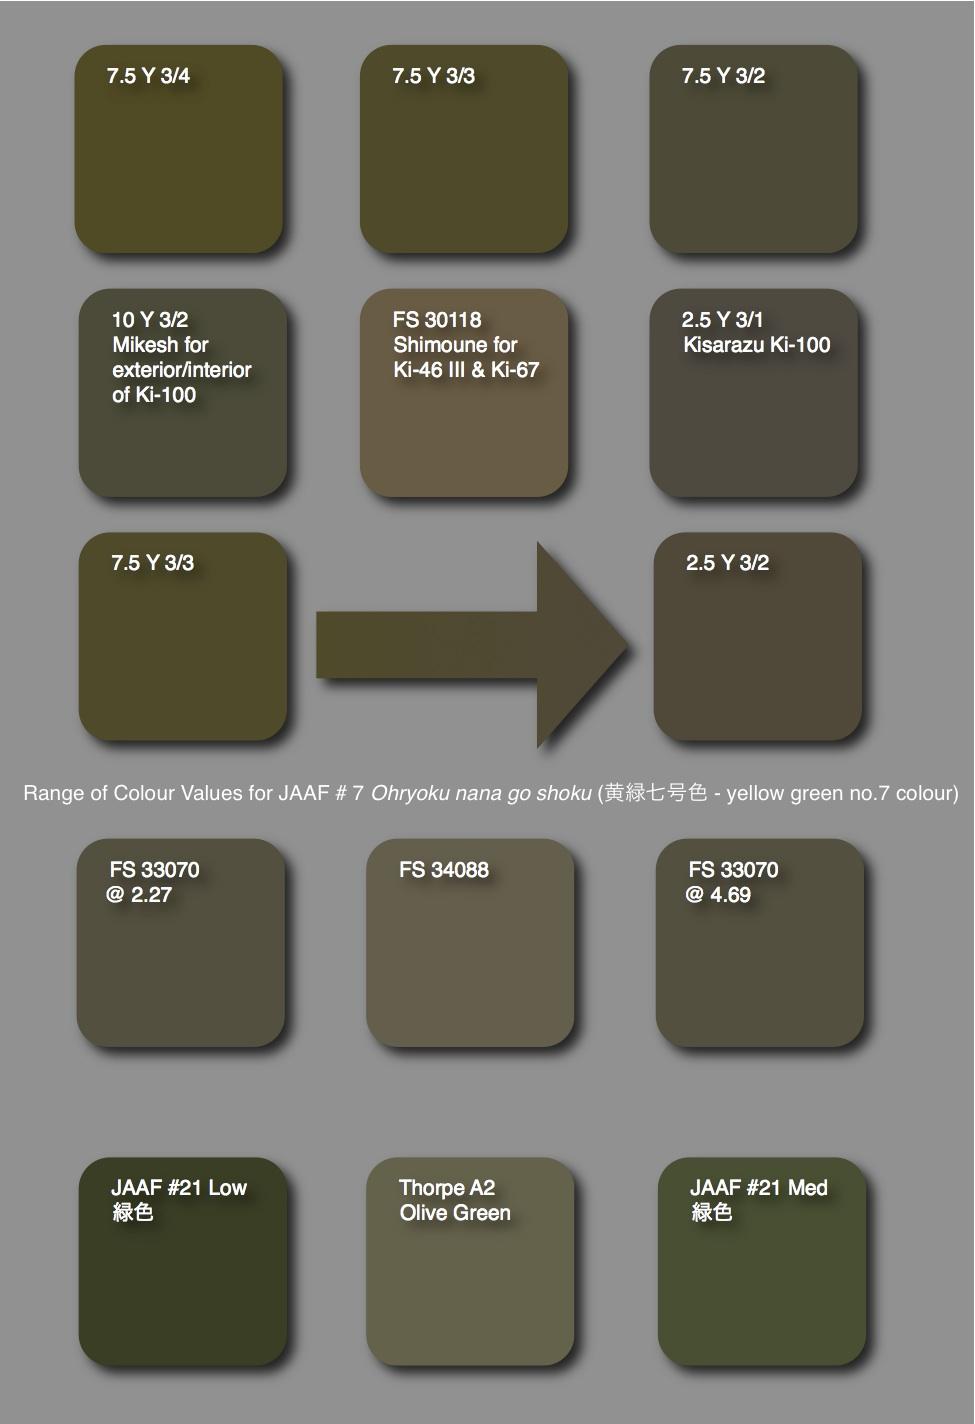 7.5 Y 3/4
7.5 Y 3/3
7.5 Y 3/2
10 Y 3/2
Mikesh for
exterior/interior
of Ki-100
FS 30118
Shimoune for
Ki-46 III & Ki-67
2.5 Y 3/1
Kisarazu Ki-100
7.5 Y 3/3
2.5 Y 3/2
Range of Colour Values for JAAF # 7 Ohryoku nana go shoku (黄緑七号色 - yellow green no.7 colour)
FS 33070
@ 2.27
FS 34088
FS 33070
@ 4.69
JAAF #21 Low
緑色
Thorpe A2
Olive Green
JAAF #21 Med
緑色